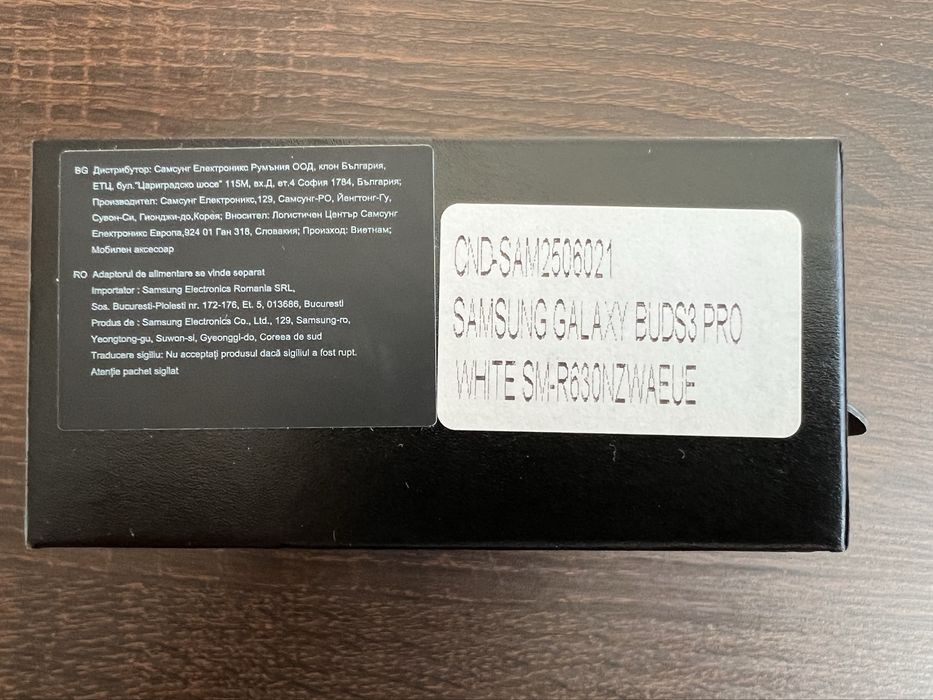 BG Дистрибутор: Самсунг Електроникс Румъния ООД, клон България,
ЕТЦ, бул."Цариградско шосе" 115М, вх.Д, ет.4 София 1784, България;
Производител: Самсунг Електроникс,129, Самсунг-РО, Йенгтонг-Гу,
Сувон-Си, Гионджи-до,Корея; Вносител: Логистичен Център Самсунг
Електроникс Европа,924 01 Ган 318, Словакия; Произход: Виетнам;
Мобилен аксесоар
RO Adaptorul de alimentare se vinde separat
Importator : Samsung Electronics Romania SRL,
Sos. Bucuresti-Ploiesti nr. 172-176, Et. 5, 013686, Bucuresti
Produs de : Samsung Electronics Co., Ltd., 129, Samsung-ro,
Yeongtong-gu, Suwon-si, Gyeonggi-do, Coreea de sud
Traducere sigiliu: Nu acceptaţi produsul dacă sigiliul a fost rupt.
Atenţie pachet sigilat
CND-SAM2506021
SAMSUNG GALAXY BUDS3 PRO
WHITE SM-R630NZWAEUE